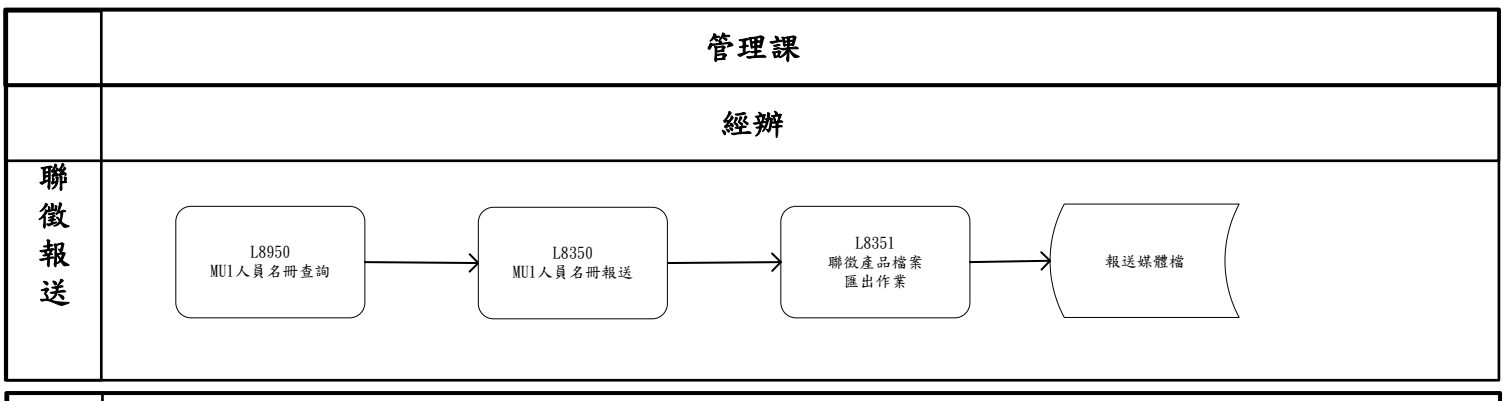 管理課
經辦
聯徵報送
L8950
MU1人員名冊查詢
L8350
MU1人員名冊報送
L8351
聯徵產品檔案
匯出作業
報送媒體檔